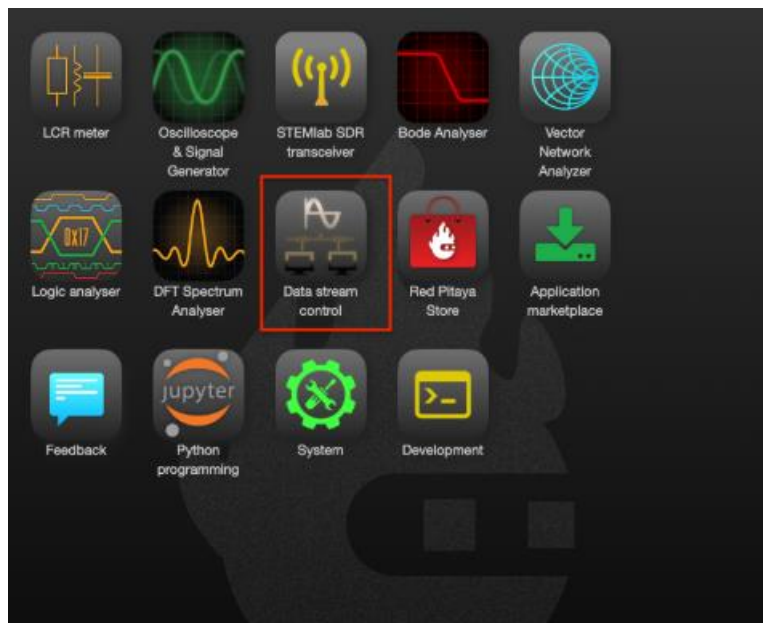 LCR meter
Oscilloscope
& Signal
Generator
STEMlab SDR
transceiver
Bode Analyser
Vector
Network
Analyzer
0X17
Logic analyser
DFT Spectrum
Analyser
Data stream
control
Red Pitaya
Store
Application
marketplace
Feedback
jupyter
Python
programming
System
>_
Development